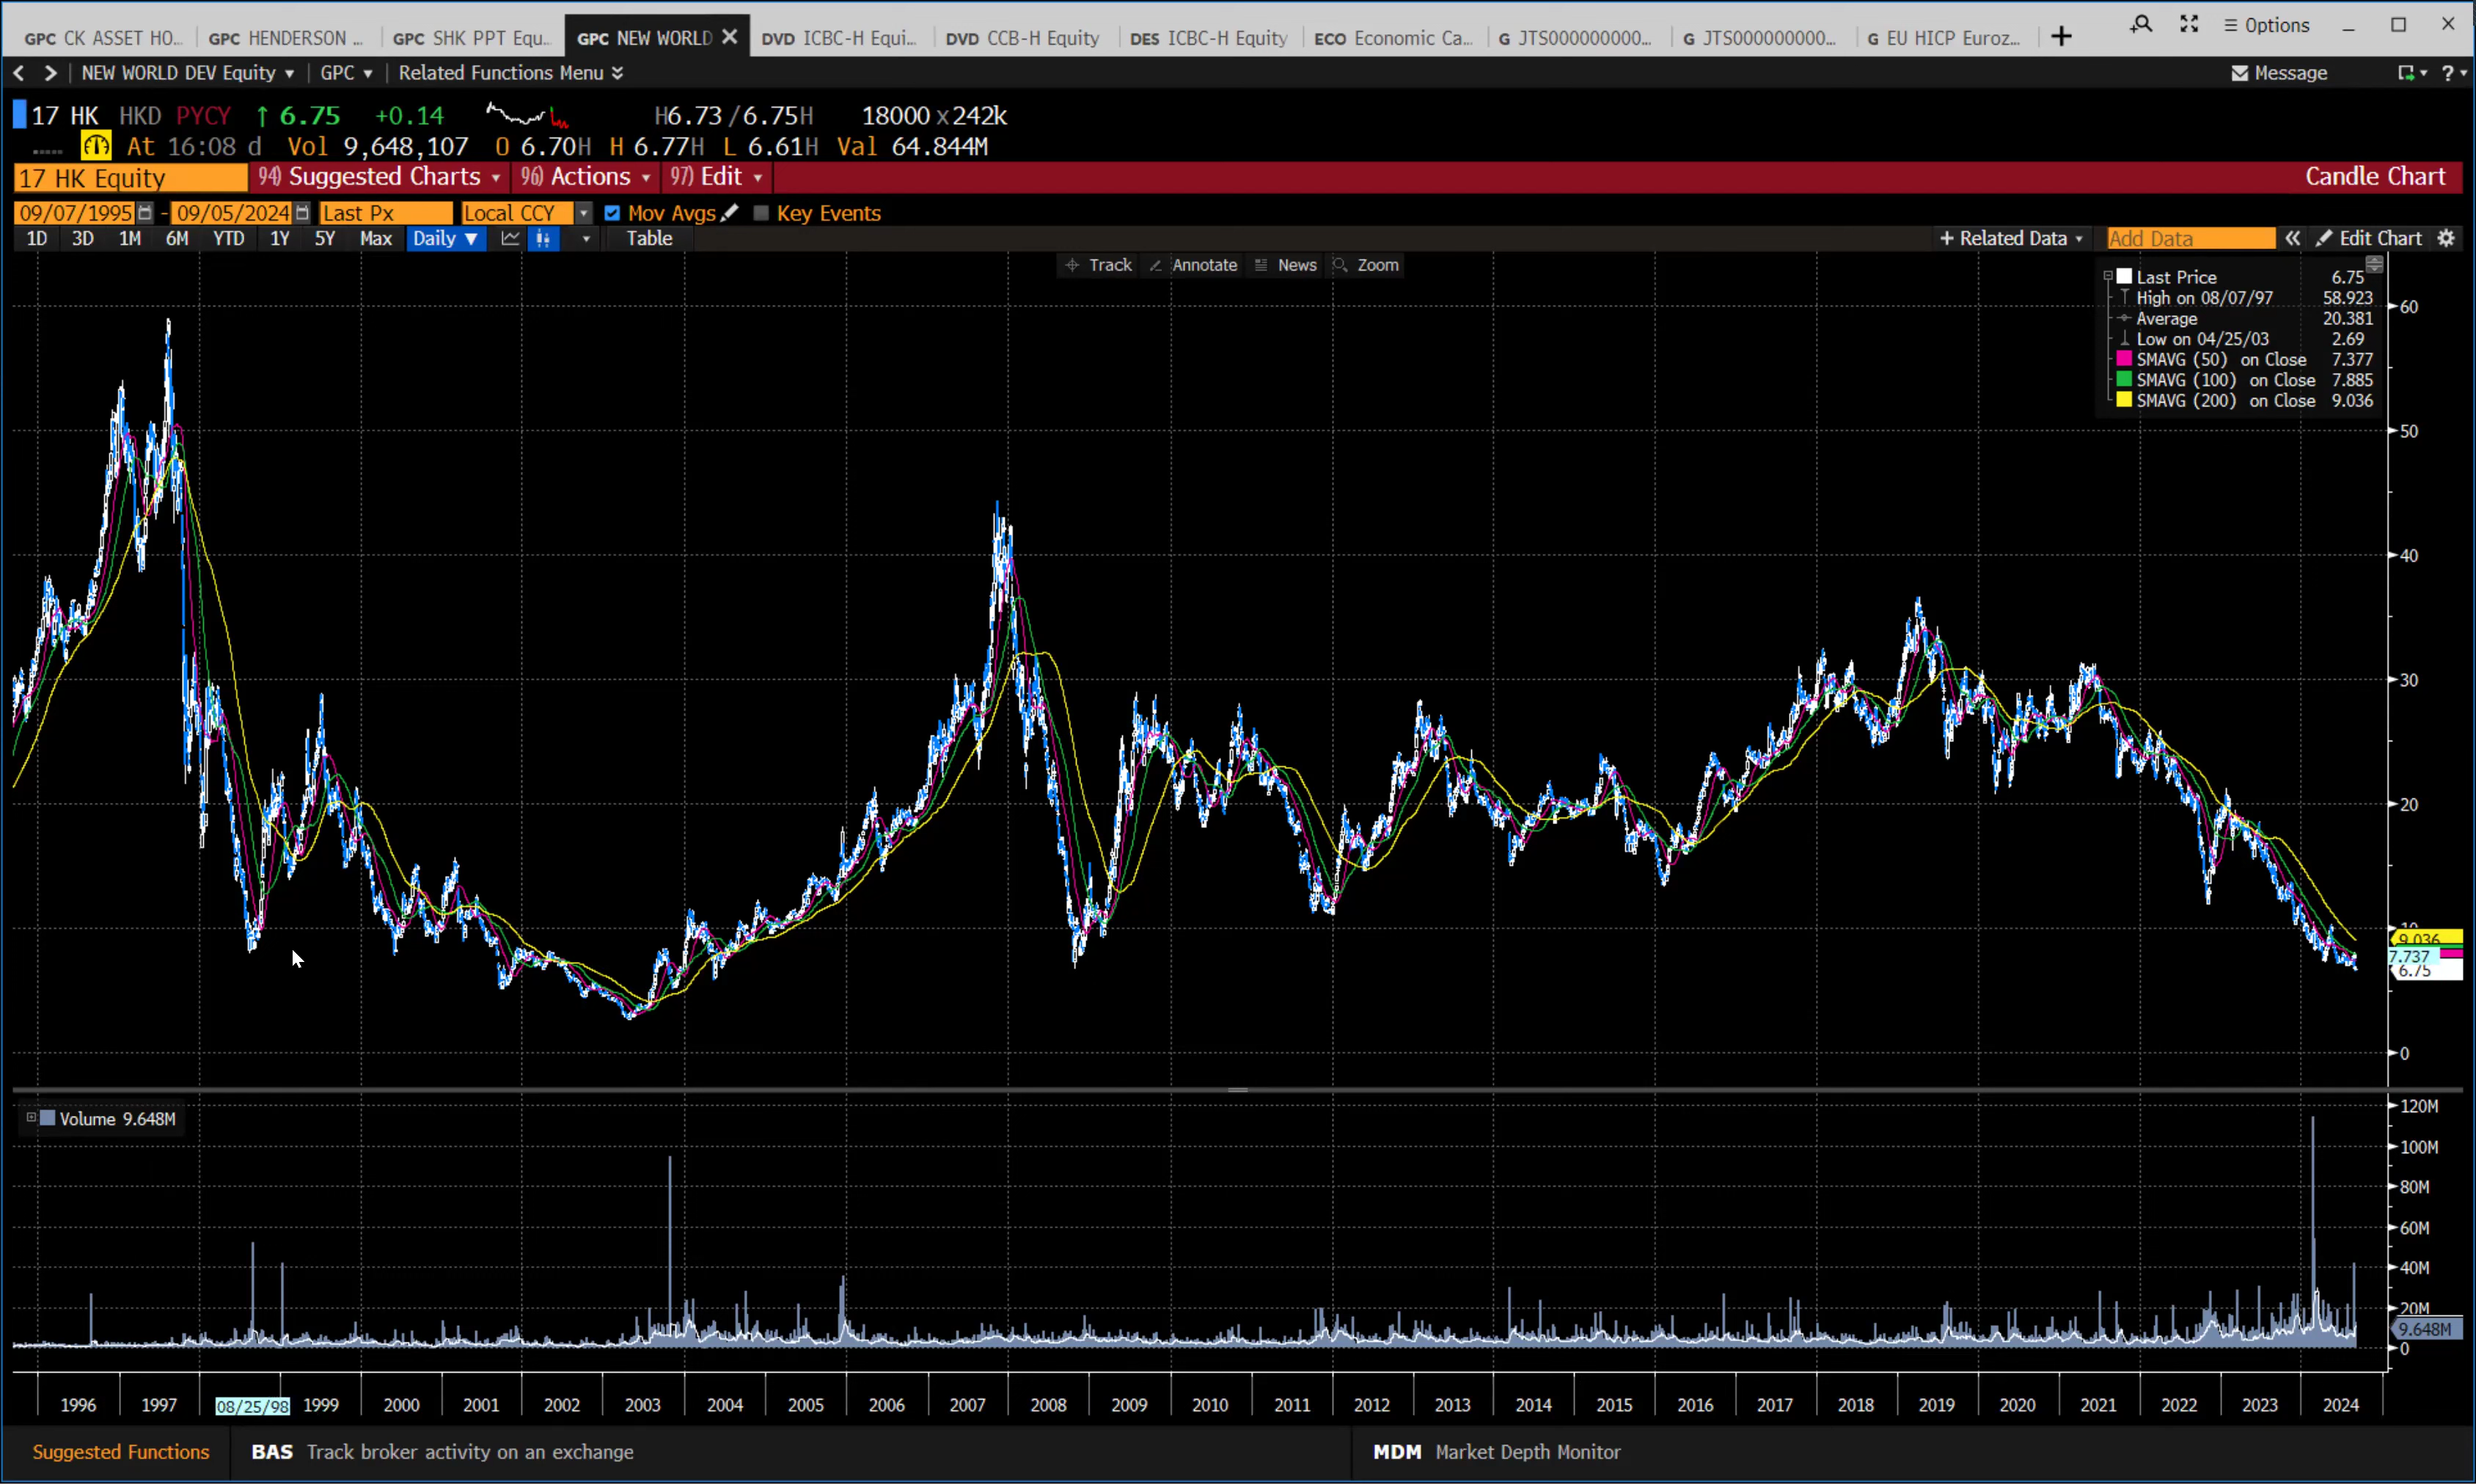 GPC CK ASSET HO... GPC HENDERSON ... GPC SHK PPT Equ... GPC NEW WORLD DVD ICBC-H Equi... DVD CCB-H Equity DES ICBC-H Equity ECO Economic Ca... G JTS000000000... G JTS000000000... G EU HICP Euroz... Options
NEW WORLD DEV Equity GPC Related Functions Menu Message ?
17 HK HKD PYCY ↑ 6.75 +0.14 H6.73 /6.75H 18000 x 242k
At 16:08 d Vol 9,648,107 O 6.70H H 6.77H L 6.61H Val 64.844M
17 HK Equity 94) Suggested Charts 96) Actions 97) Edit Candle Chart
09/07/1995 - 09/05/2024 Last Px Local CCY Mov Avgs Key Events
1D 3D 1M 6M YTD 1Y 5Y Max Daily ▼ Table + Related Data Add Data « Edit Chart
Track Annotate News Zoom
Last Price 6.75
High on 08/07/97 58.923
Average 20.381
Low on 04/25/03 2.69
SMAVG (50) on Close 7.377
SMAVG (100) on Close 7.885
SMAVG (200) on Close 9.036
60
50
40
30
20
10
9.036
7.737
6.75
0
Volume 9.648M
120M
100M
80M
60M
40M
20M
9.648M
0
1996 1997 08/25/98 1999 2000 2001 2002 2003 2004 2005 2006 2007 2008 2009 2010 2011 2012 2013 2014 2015 2016 2017 2018 2019 2020 2021 2022 2023 2024
Suggested Functions BAS Track broker activity on an exchange MDM Market Depth Monitor